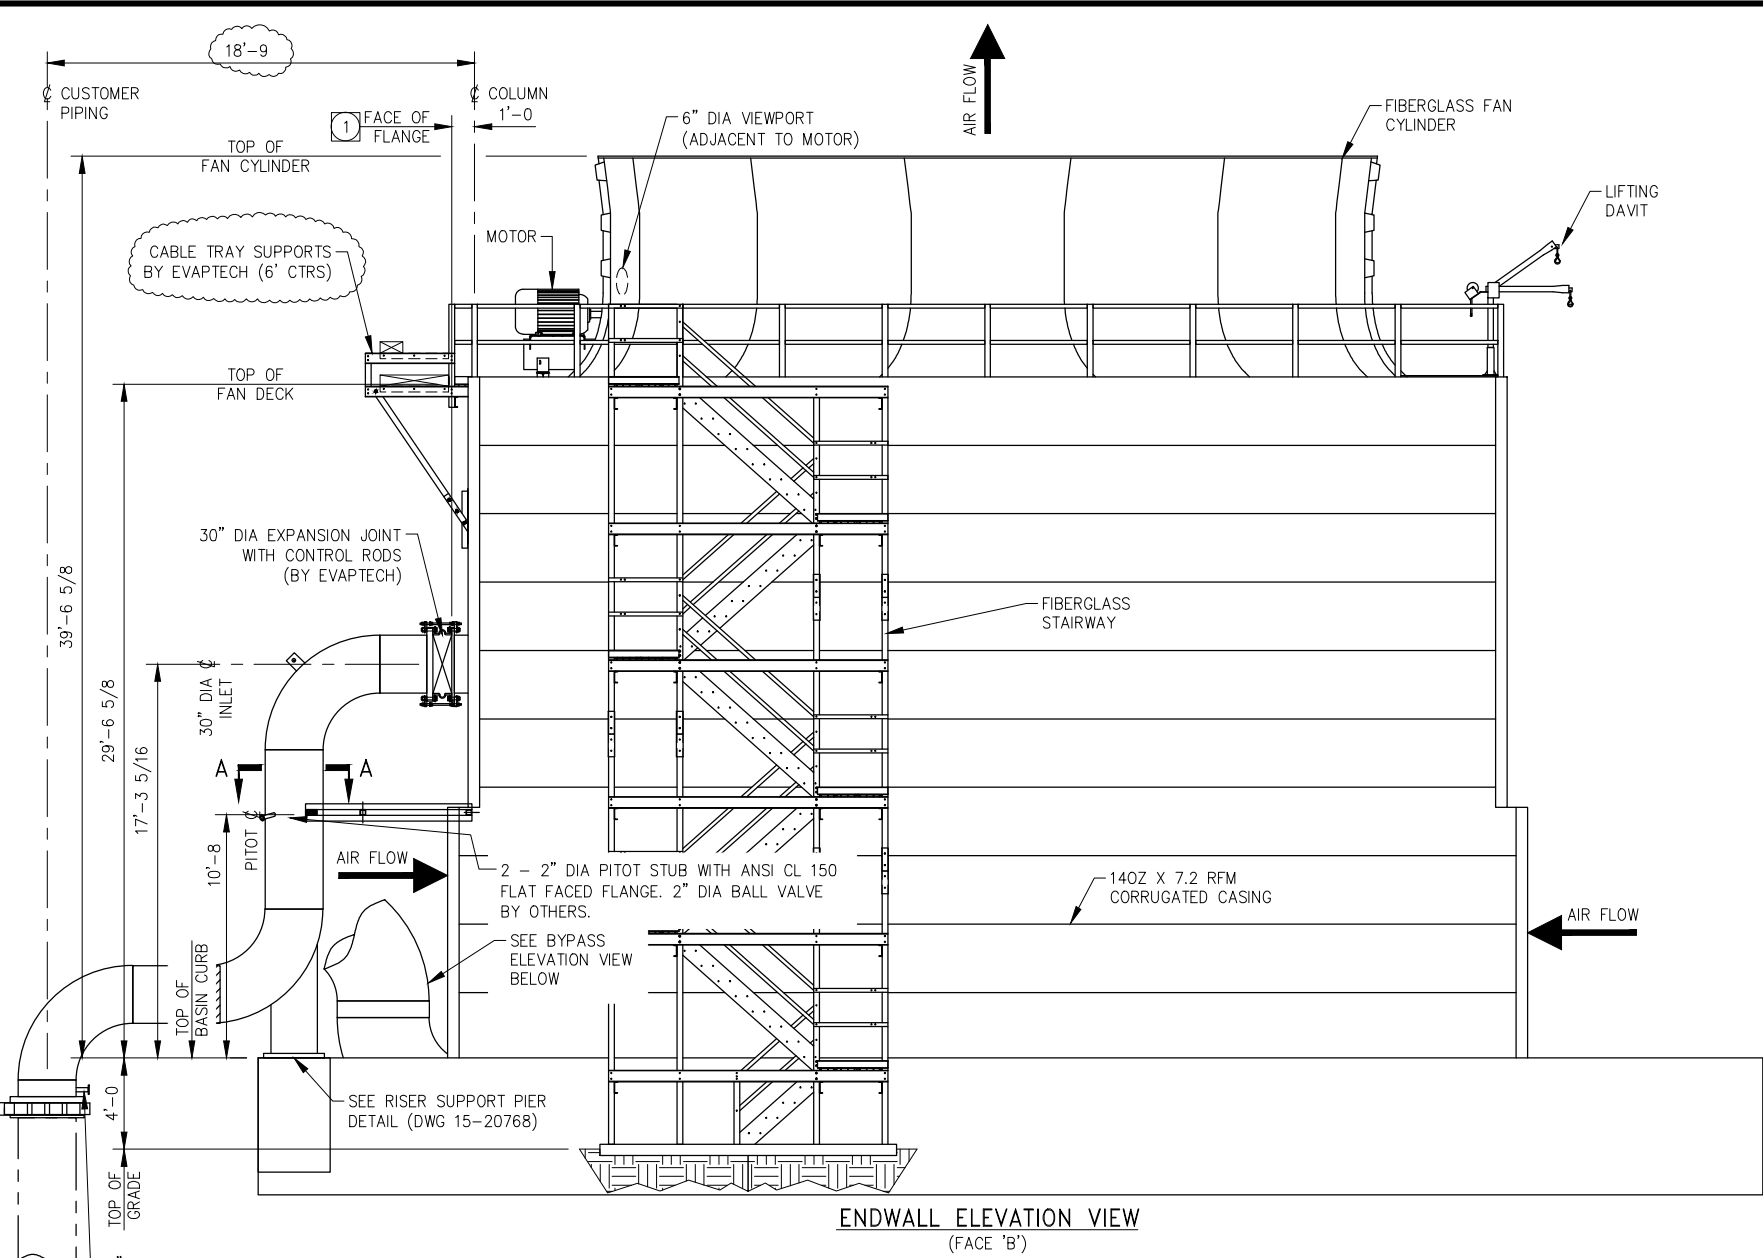 18'-9
℄ CUSTOMER
PIPING
℄ COLUMN
1'-0
1
FACE OF
FLANGE
6" DIA VIEWPORT
(ADJACENT TO MOTOR)
AIR FLOW
FIBERGLASS FAN
CYLINDER
TOP OF
FAN CYLINDER
LIFTING
DAVIT
CABLE TRAY SUPPORTS
BY EVAPTECH (6' CTRS)
MOTOR
TOP OF
FAN DECK
30" DIA EXPANSION JOINT
WITH CONTROL RODS
(BY EVAPTECH)
39'-6 5/8
29'-6 5/8
17'-3 5/16
30" DIA ℄
INLET
FIBERGLASS
STAIRWAY
A
A
PITOT ℄
10'-8
AIR FLOW
2 - 2" DIA PITOT STUB WITH ANSI CL 150
FLAT FACED FLANGE. 2" DIA BALL VALVE
BY OTHERS.
14OZ X 7.2 RFM
CORRUGATED CASING
AIR FLOW
SEE BYPASS
ELEVATION VIEW
BELOW
TOP OF
BASIN CURB
4'-0
SEE RISER SUPPORT PIER
DETAIL (DWG 15-20768)
TOP OF
GRADE
ENDWALL ELEVATION VIEW
(FACE 'B')